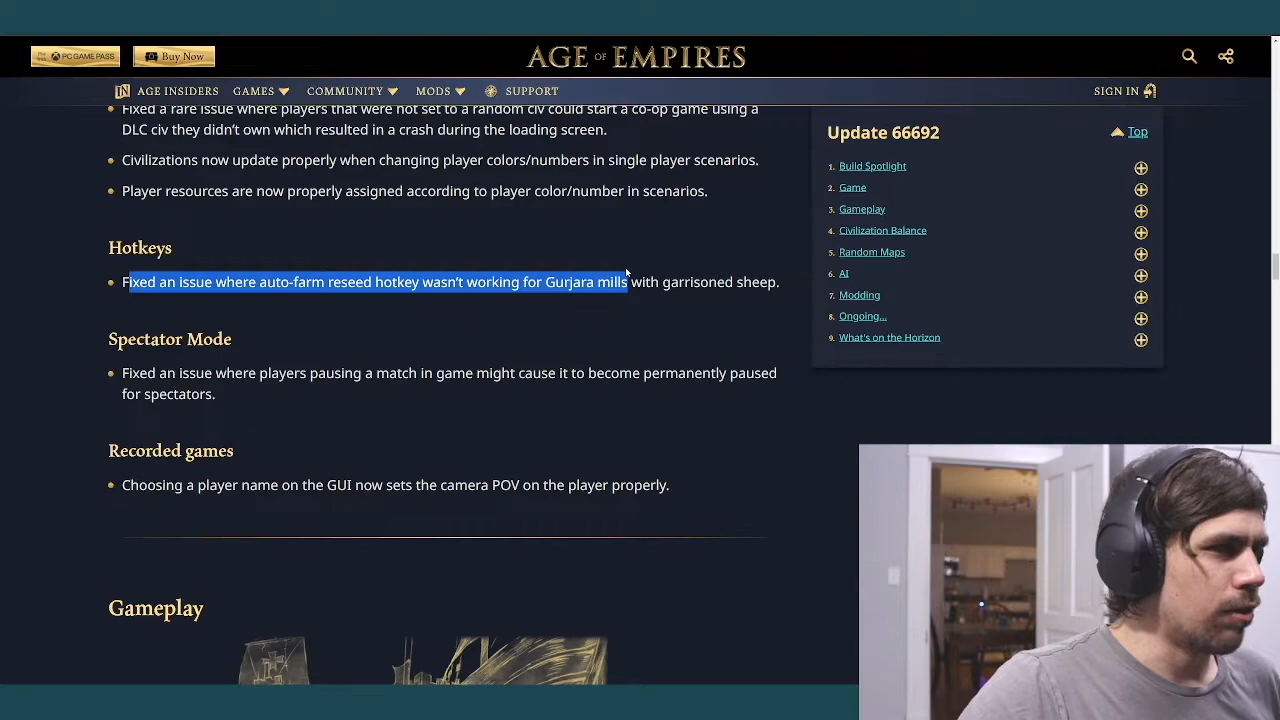 PC GAME PASS
Buy Now
AGE OF EMPIRES
AGE INSIDERS
GAMES
COMMUNITY
MODS
SUPPORT
SIGN IN
Fixed a rare issue where players that were not set to a random civ could start a co-op game using a
DLC civ they didn't own which resulted in a crash during the loading screen.
Civilizations now update properly when changing player colors/numbers in single player scenarios.
Player resources are now properly assigned according to player color/number in scenarios.
Hotkeys
Fixed an issue where auto-farm reseed hotkey wasn't working for Gurjara mills with garrisoned sheep.
Spectator Mode
Fixed an issue where players pausing a match in game might cause it to become permanently paused
for spectators.
Recorded games
Choosing a player name on the GUI now sets the camera POV on the player properly.
Gameplay
Update 66692
Top
1. Build Spotlight
2. Game
3. Gameplay
4. Civilization Balance
5. Random Maps
6. AI
7. Modding
8. Ongoing...
9. What's on the Horizon